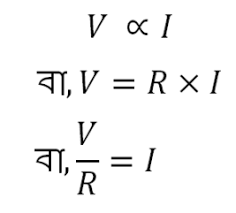 V ∝ I
বা, V = R × I
বা, V/R = I